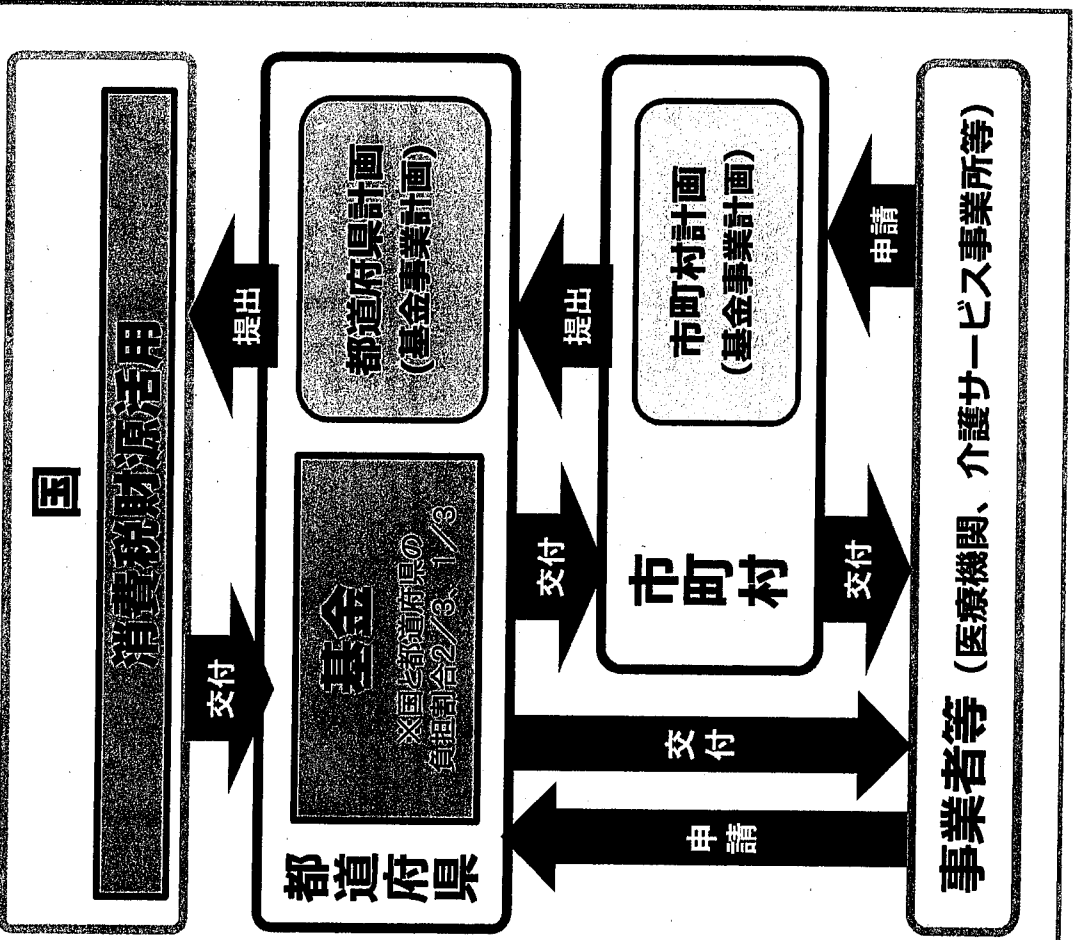 国
消費税財源活用
交付
提出
都道府県
基金
※国と都道府県の
負担割合2/3、1/3
都道府県計画
(基金事業計画)
申請
交付
交付
提出
市町村
市町村計画
(基金事業計画)
交付
申請
事業者等（医療機関、介護サービス事業所等）